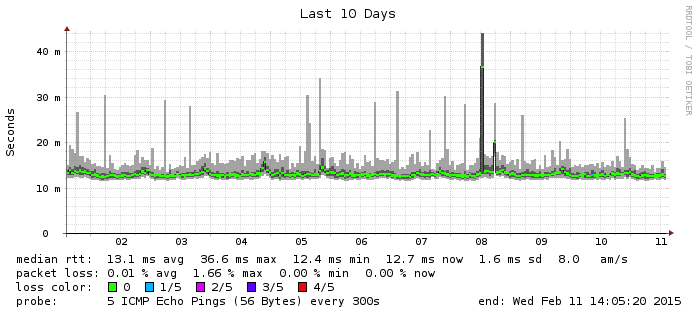 Last 10 Days
RRDTOOL / TOBI OETIKER
Seconds
40 m
30 m
20 m
10 m
0
02 03 04 05 06 07 08 09 10 11
median rtt: 13.1 ms avg 36.6 ms max 12.4 ms min 12.7 ms now 1.6 ms sd 8.0 am/s
packet loss: 0.01 % avg 1.66 % max 0.00 % min 0.00 % now
loss color: 0 1/5 2/5 3/5 4/5
probe: 5 ICMP Echo Pings (56 Bytes) every 300s end: Wed Feb 11 14:05:20 2015